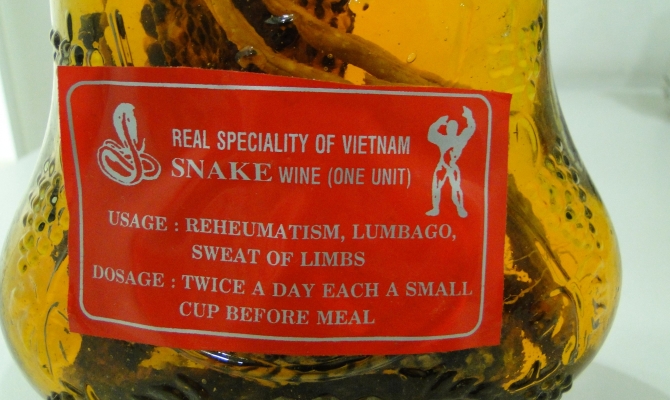 REAL SPECIALITY OF VIETNAM
SNAKE WINE (ONE UNIT)
USAGE : REHEUMATISM, LUMBAGO,
SWEAT OF LIMBS
DOSAGE : TWICE A DAY EACH A SMALL
CUP BEFORE MEAL